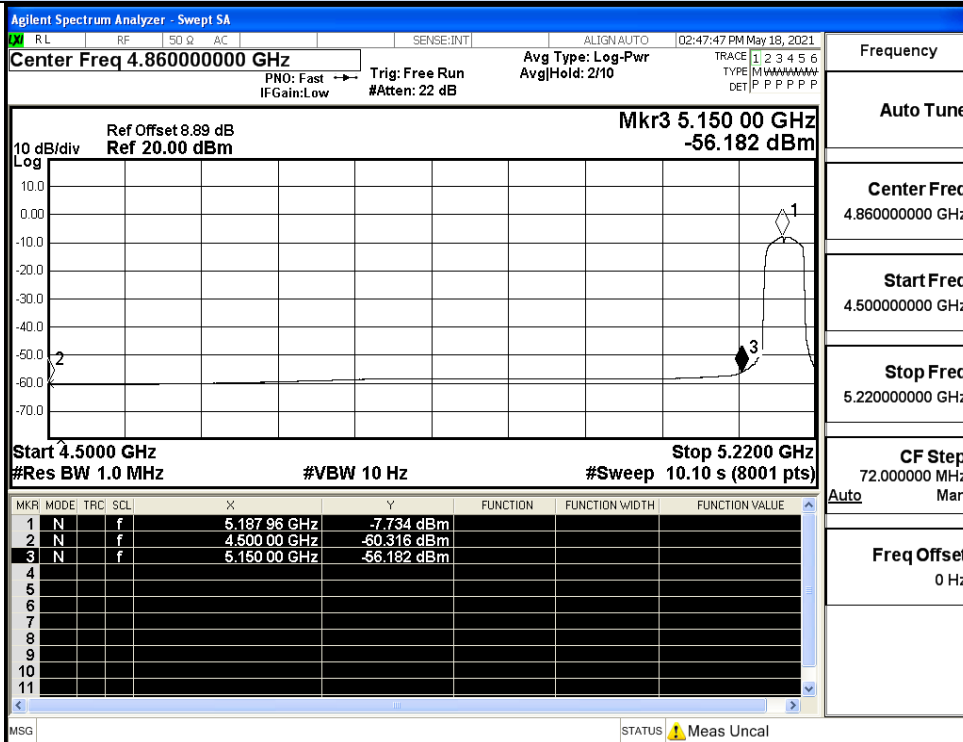 Agilent Spectrum Analyzer - Swept SA
LXI RL RF 50 Ω AC SENSE:INT ALIGN AUTO 02:47:47 PM May 18, 2021
Center Freq 4.860000000 GHz
PNO: Fast
IFGain:Low
Trig: Free Run
#Atten: 22 dB
Avg Type: Log-Pwr
Avg|Hold: 2/10
TRACE 1 2 3 4 5 6
TYPE M WWWWW
DET P P P P P P
Mkr3 5.150 00 GHz
-56.182 dBm
Ref Offset 8.89 dB
10 dB/div Ref 20.00 dBm
Log
10.0
0.00
-10.0
-20.0
-30.0
-40.0
-50.0
-60.0
-70.0
1
2
3
Start 4.5000 GHz Stop 5.2200 GHz
#Res BW 1.0 MHz #VBW 10 Hz #Sweep 10.10 s (8001 pts)
MKR MODE TRC SCL X Y FUNCTION FUNCTION WIDTH FUNCTION VALUE
1 N f 5.187 96 GHz -7.734 dBm
2 N f 4.500 00 GHz -60.316 dBm
3 N f 5.150 00 GHz -56.182 dBm
4
5
6
7
8
9
10
11
MSG STATUS Meas Uncal
Frequency
Auto Tune
Center Freq
4.860000000 GHz
Start Freq
4.500000000 GHz
Stop Freq
5.220000000 GHz
CF Step
72.000000 MHz
Auto Man
Freq Offset
0 Hz